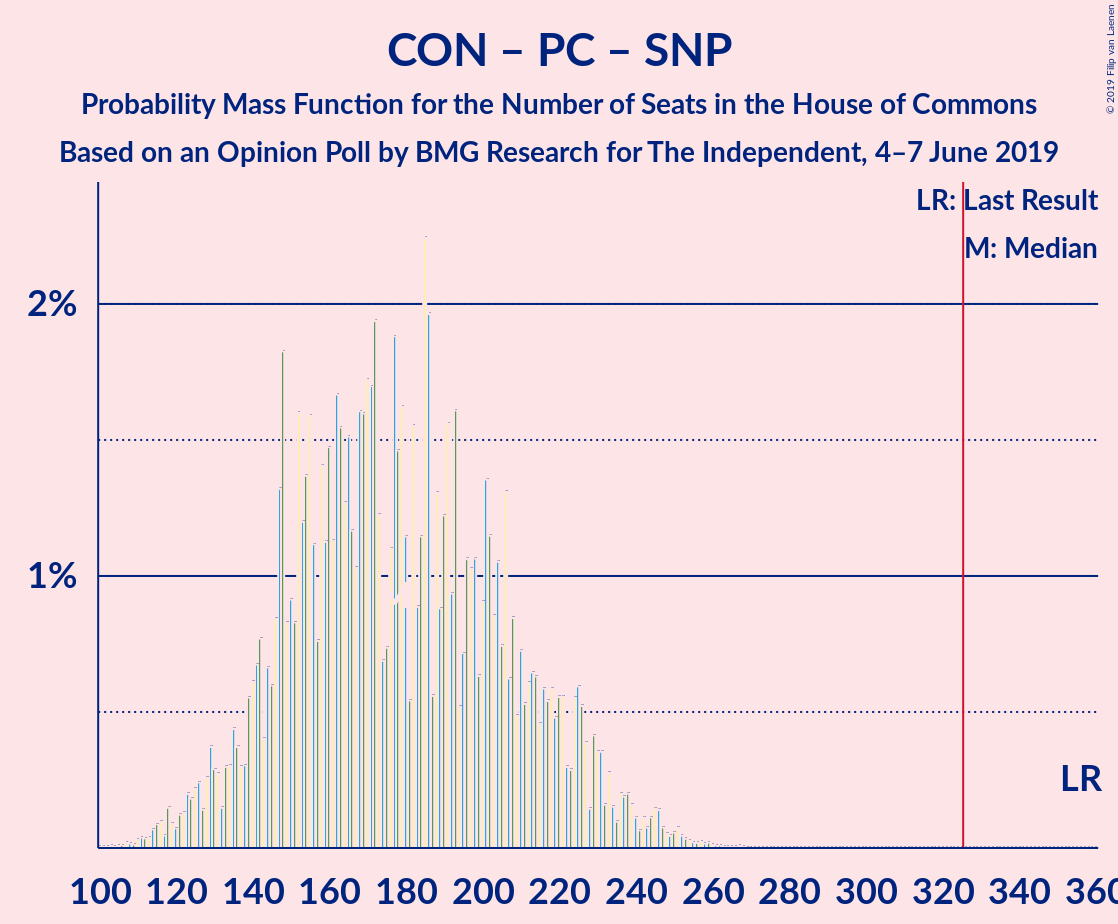 CON – PC – SNP
Probability Mass Function for the Number of Seats in the House of Commons
Based on an Opinion Poll by BMG Research for The Independent, 4–7 June 2019
© 2019 Filip van Laenen
LR: Last Result
M: Median
2%
1%
LR
100 120 140 160 180 200 220 240 260 280 300 320 340 360